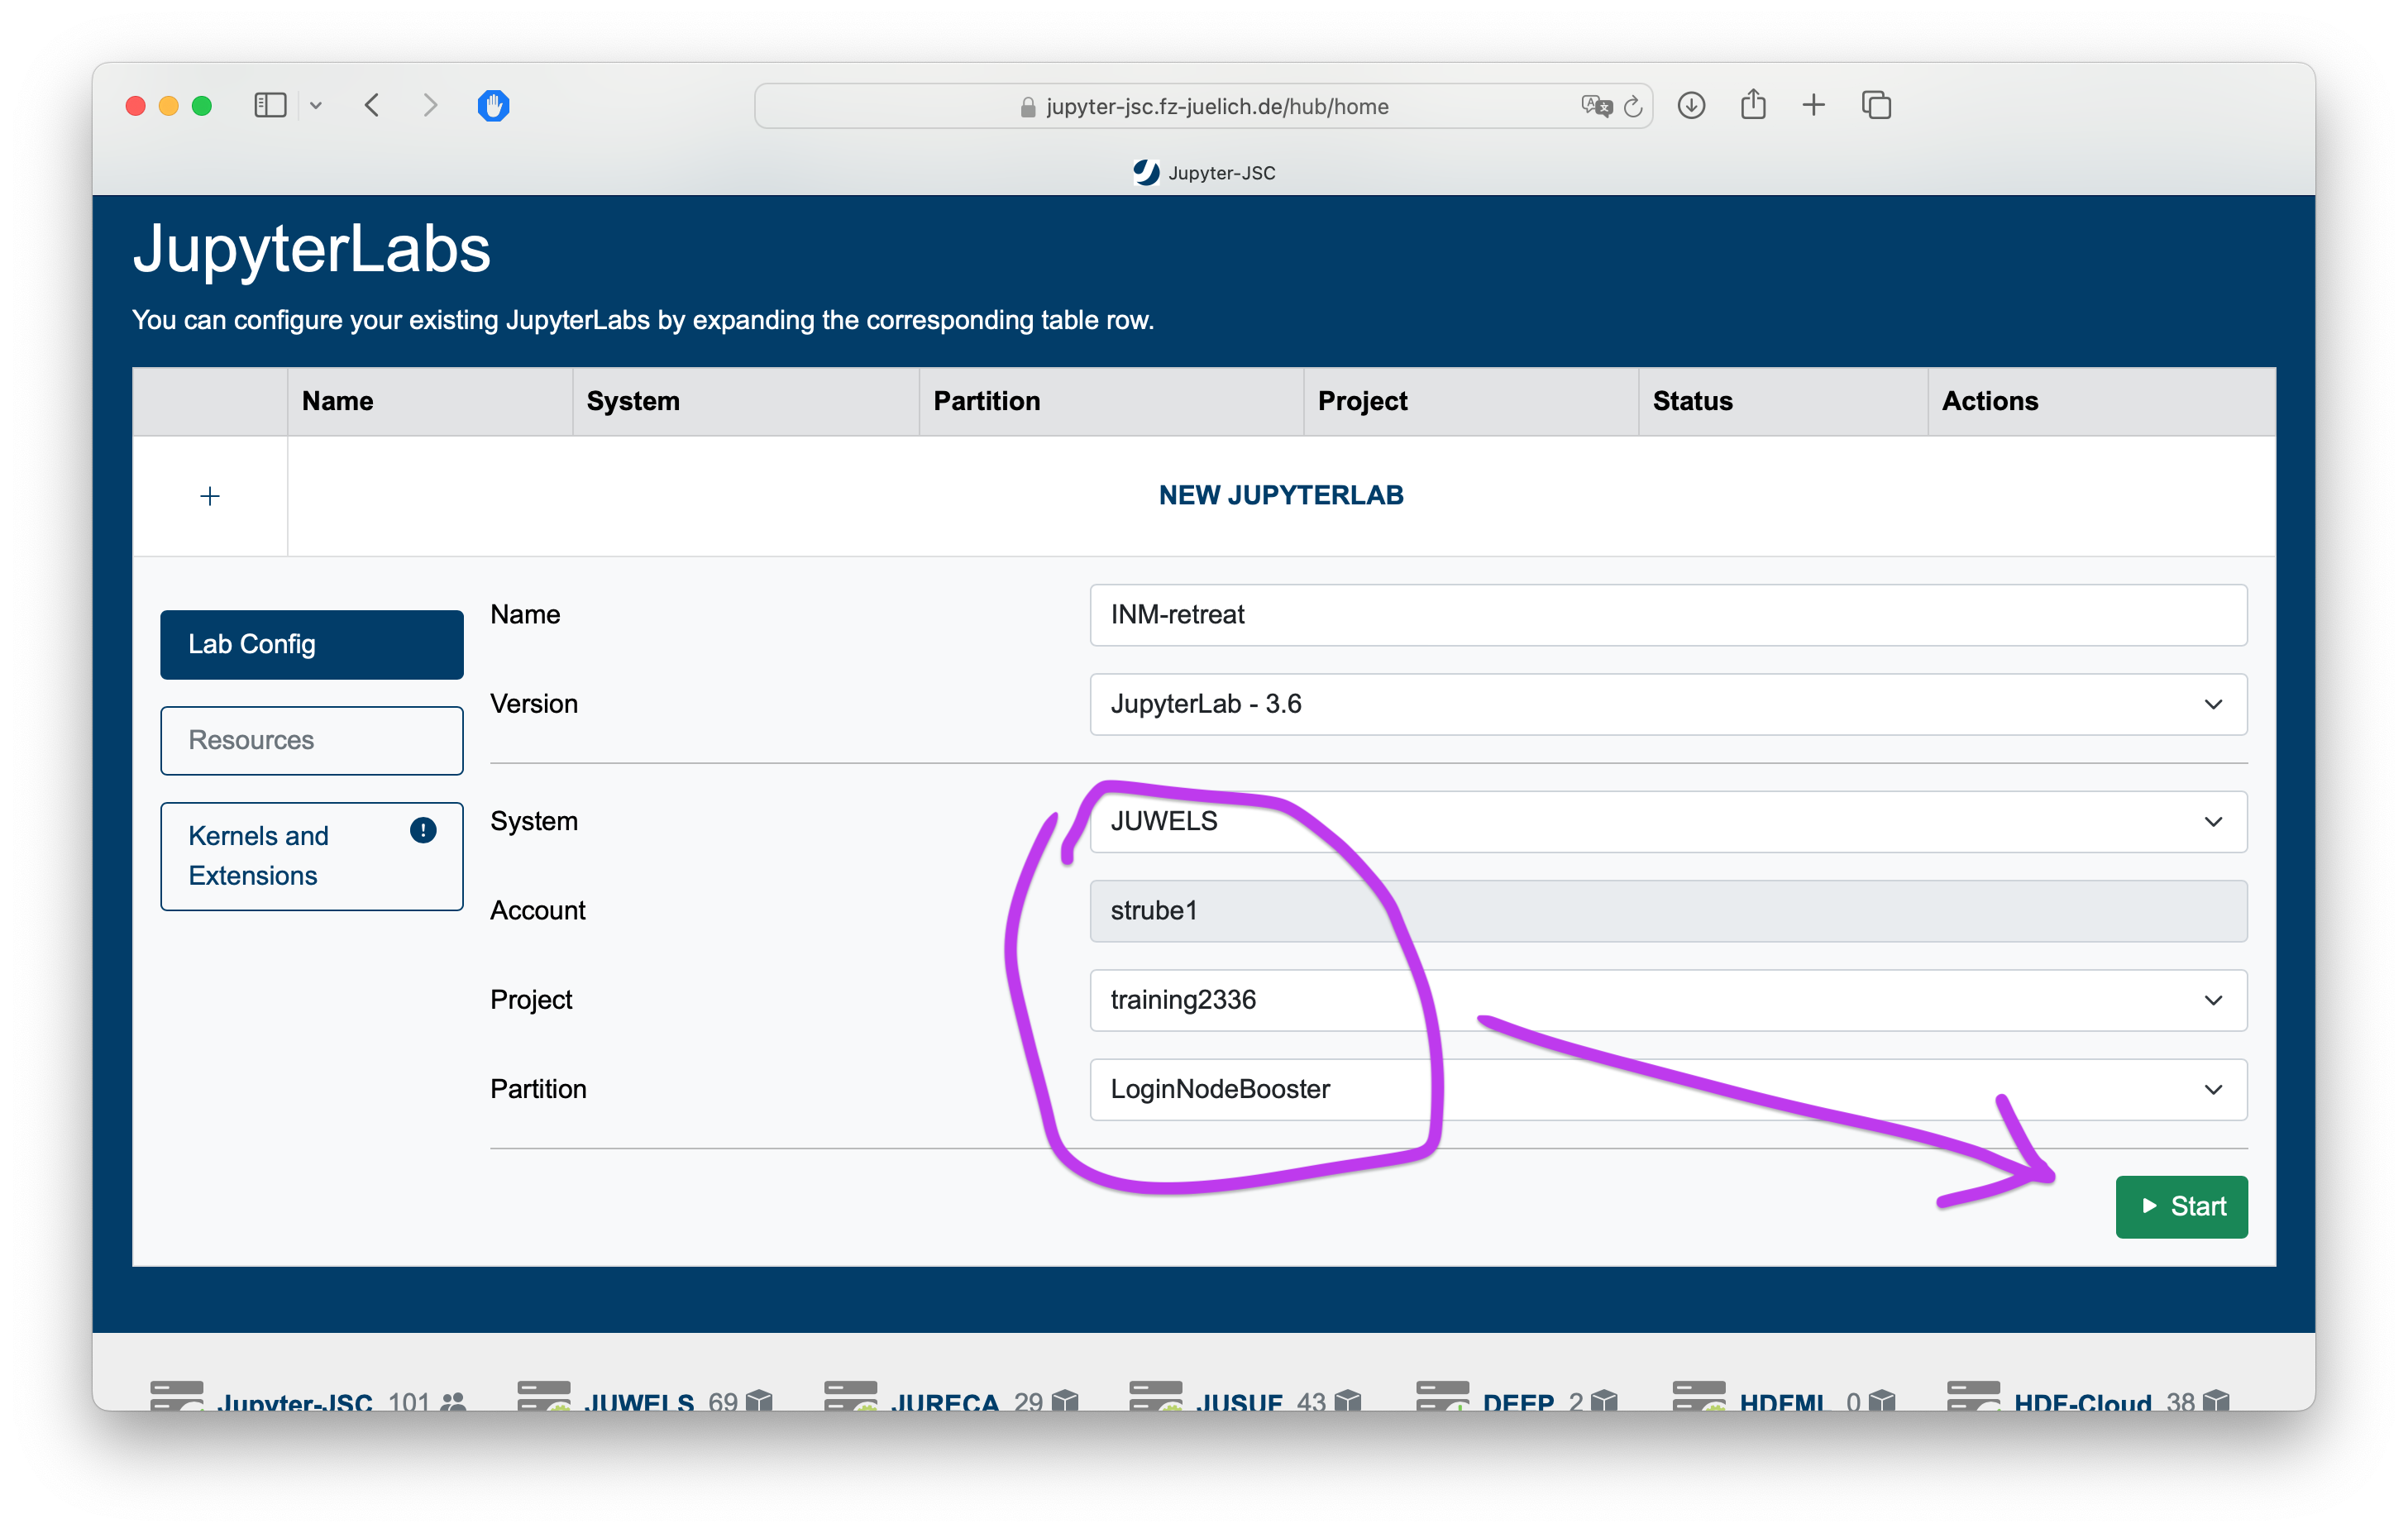 jupyter-jsc.fz-juelich.de/hub/home
Jupyter-JSC
JupyterLabs
You can configure your existing JupyterLabs by expanding the corresponding table row.
Name System Partition Project Status Actions
+ NEW JUPYTERLAB
Lab Config
Resources
Kernels and
Extensions
Name INM-retreat
Version JupyterLab - 3.6
System JUWELS
Account strube1
Project training2336
Partition LoginNodeBooster
Start
Jupyter-JSC 101 JUWELS 69 JURECA 29 JUSUF 43 DEEP 2 HDFML 0 HDF-Cloud 38